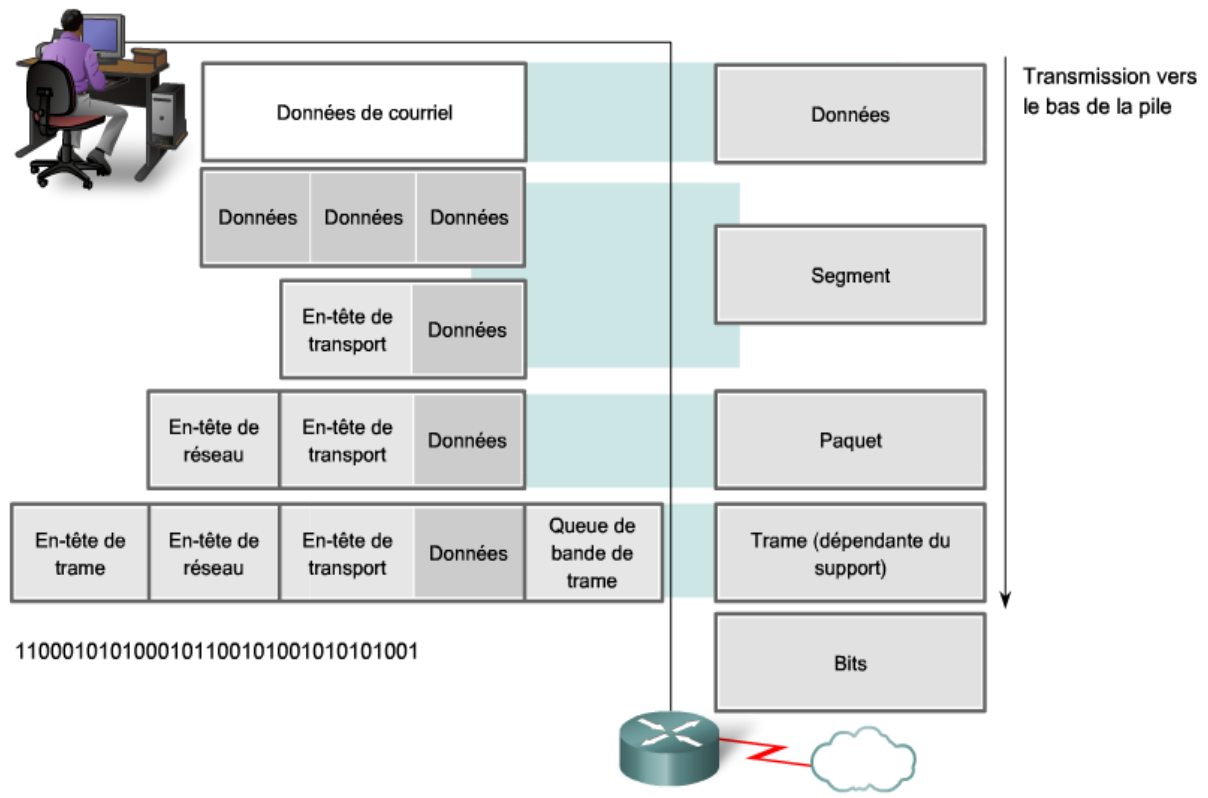 Transmission vers
le bas de la pile
Données de courriel
Données
Données Données Données
Segment
En-tête de
transport
Données
En-tête de
réseau
En-tête de
transport
Données
Paquet
En-tête de
trame
En-tête de
réseau
En-tête de
transport
Données
Queue de
bande de
trame
Trame (dépendante du
support)
110001010100010110010100101010​1001
Bits